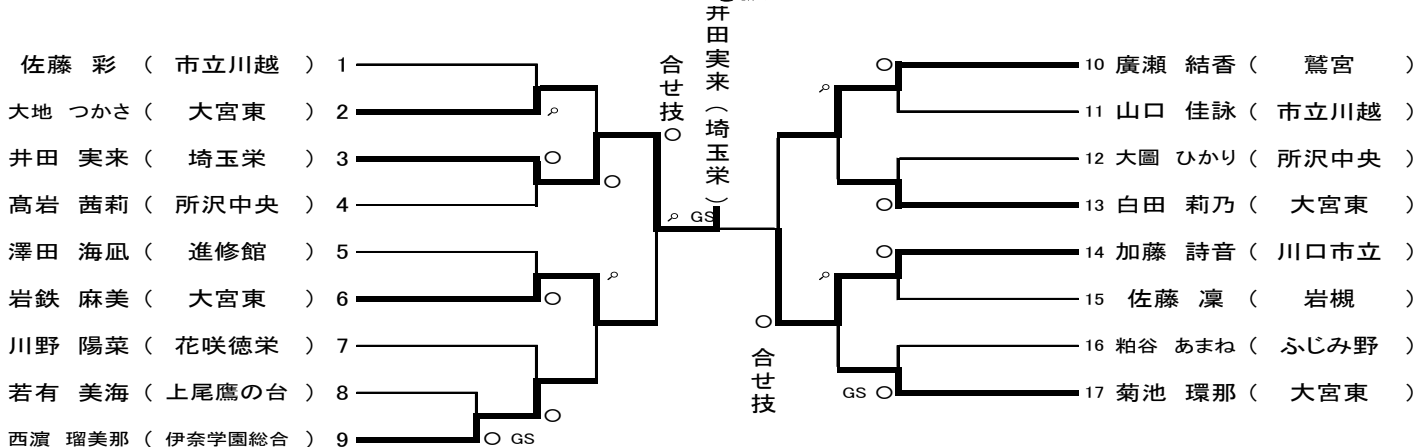 井田実来（埼玉栄）
佐藤 彩 （ 市立川越 ） 1
大地 つかさ （ 大宮東 ） 2
井田 実来 （ 埼玉栄 ） 3
髙岩 茜莉 （ 所沢中央 ） 4
澤田 海凪 （ 進修館 ） 5
岩鉄 麻美 （ 大宮東 ） 6
川野 陽菜 （ 花咲徳栄 ） 7
若有 美海 （ 上尾鷹の台 ） 8
西濵 瑠美那 （ 伊奈学園総合 ） 9
合せ技
GS
GS
10 廣瀬 結香 （ 鷲宮 ）
11 山口 佳詠 （ 市立川越 ）
12 大圖 ひかり （ 所沢中央 ）
13 白田 莉乃 （ 大宮東 ）
14 加藤 詩音 （ 川口市立 ）
15 佐藤 凜 （ 岩槻 ）
16 粕谷 あまね （ ふじみ野 ）
17 菊池 環那 （ 大宮東 ）
合せ技
GS